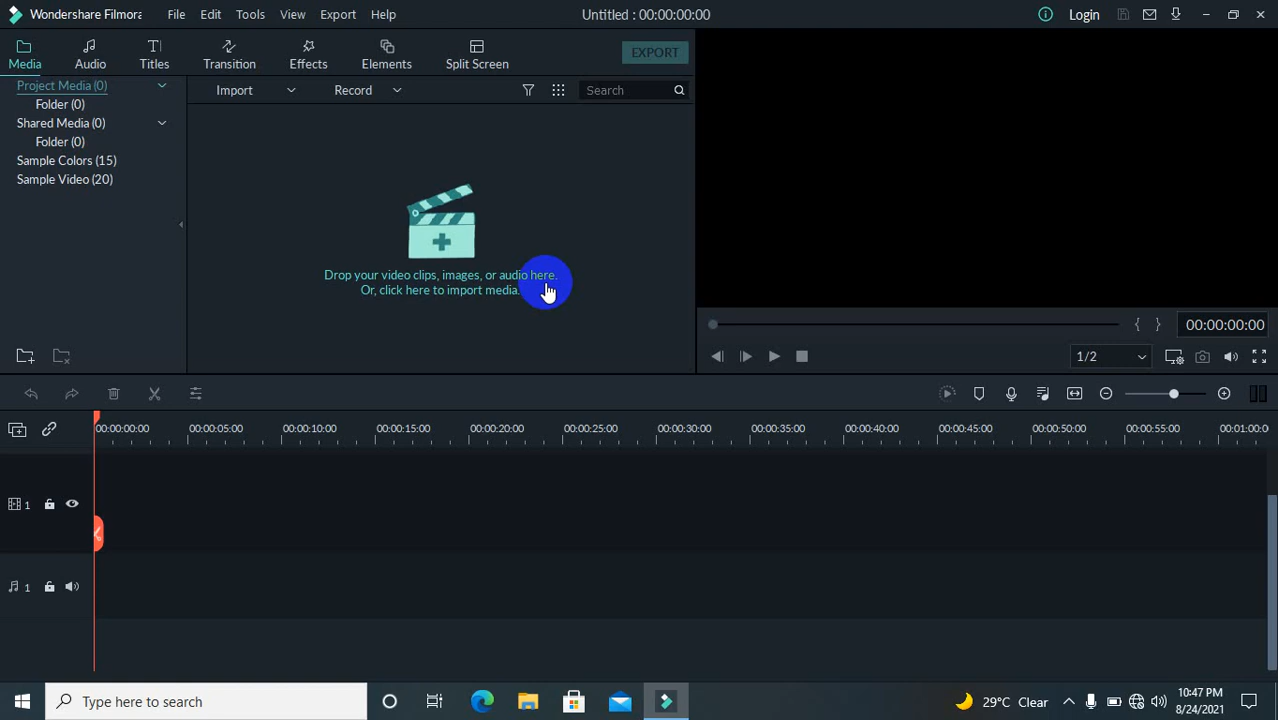 Wondershare Filmora
File Edit Tools View Export Help
Untitled : 00:00:00:00
Login
Media Audio Titles Transition Effects Elements Split Screen
EXPORT
Project Media (0)
Folder (0)
Shared Media (0)
Folder (0)
Sample Colors (15)
Sample Video (20)
Import Record Search
Drop your video clips, images, or audio here.
Or, click here to import media.
{ } 00:00:00:00
1/2
00:00:00:00 00:00:05:00 00:00:10:00 00:00:15:00 00:00:20:00 00:00:25:00 00:00:30:00 00:00:35:00 00:00:40:00 00:00:45:00 00:00:50:00 00:00:55:00 00:01:00:0
1
1
Type here to search
29°C Clear
10:47 PM
8/24/2021